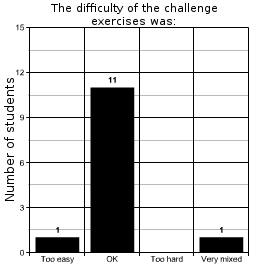 The difficulty of the challenge
exercises was:
Number of students
15
12
9
6
3
0
1
11
1
Too easy
OK
Too hard
Very mixed